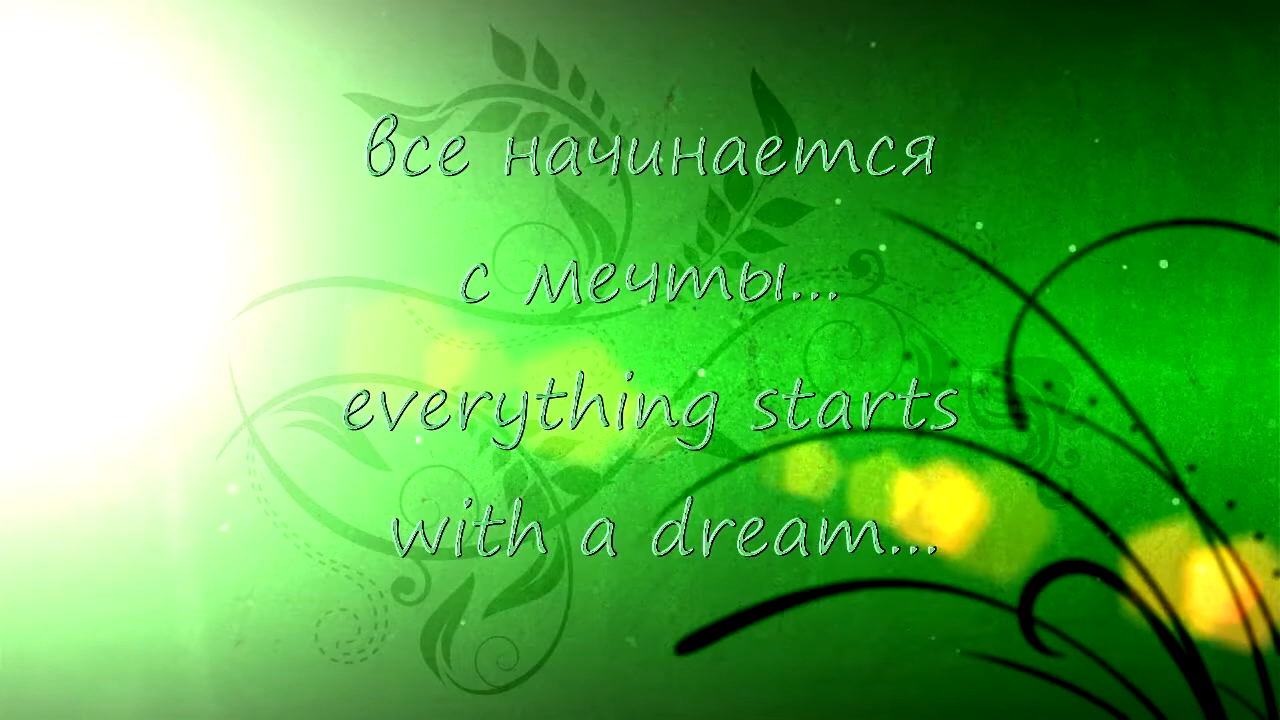 все начинается
с мечты...
everything starts
with a dream...